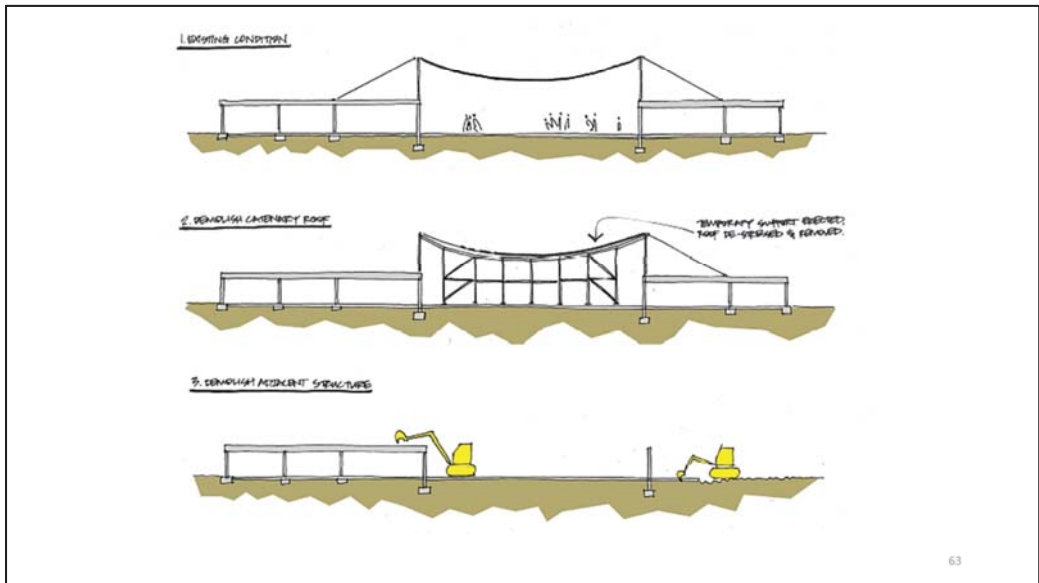 1. EXISTING CONDITION
2. DEMOLISH CATENARY ROOF
TEMPORARY SUPPORT ERECTED.
ROOF DE-STRESSED & REMOVED.
3. DEMOLISH ADJACENT STRUCTURE
63